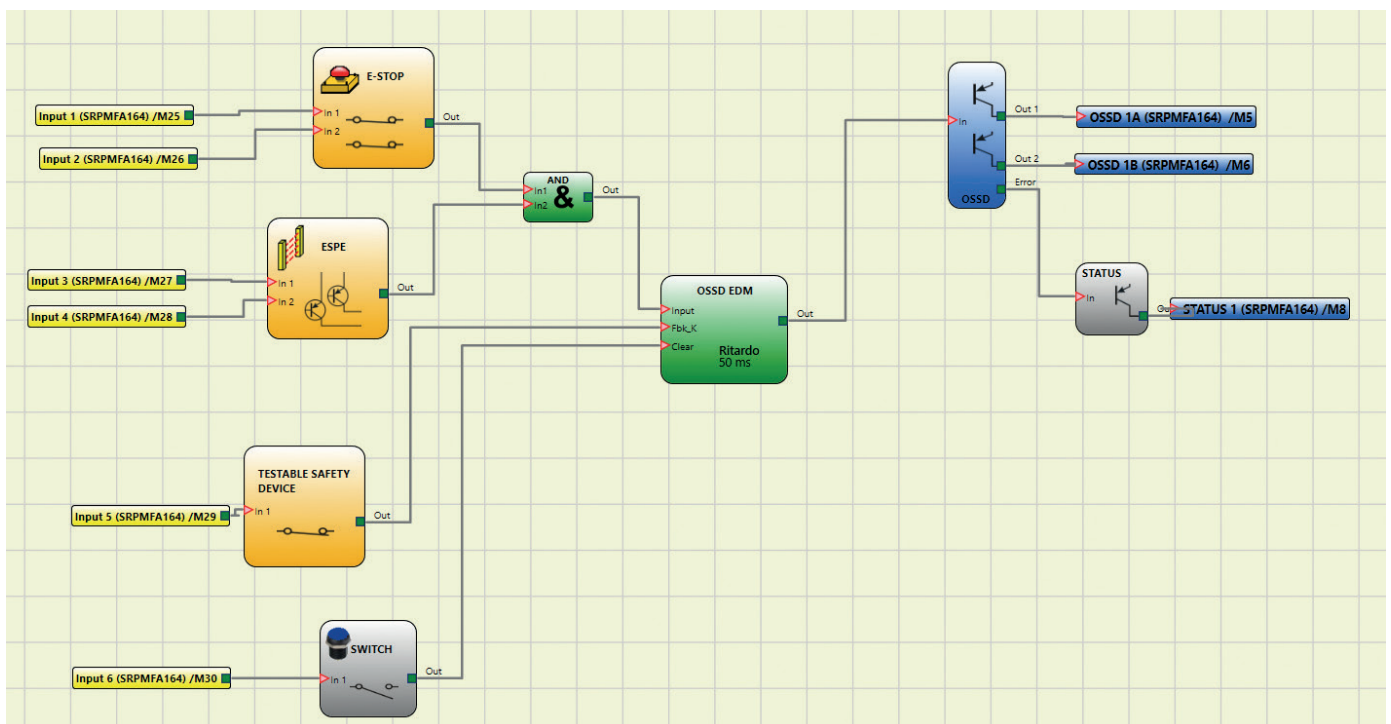 E-STOP
Input 1 (SRPMFA164) /M25
In 1
In 2
Out
Input 2 (SRPMFA164) /M26
AND
&
In1
In2
Out
ESPE
Input 3 (SRPMFA164) /M27
In 1
In 2
Out
Input 4 (SRPMFA164) /M28
OSSD EDM
Input
Fbk_K
Clear
Out
Ritardo
50 ms
TESTABLE SAFETY
DEVICE
Input 5 (SRPMFA164) /M29
In 1
Out
SWITCH
Input 6 (SRPMFA164) /M30
In 1
Out
In
Out 1
Out 2
Error
OSSD
OSSD 1A (SRPMFA164) /M5
OSSD 1B (SRPMFA164) /M6
STATUS
In
STATUS 1 (SRPMFA164) /M8